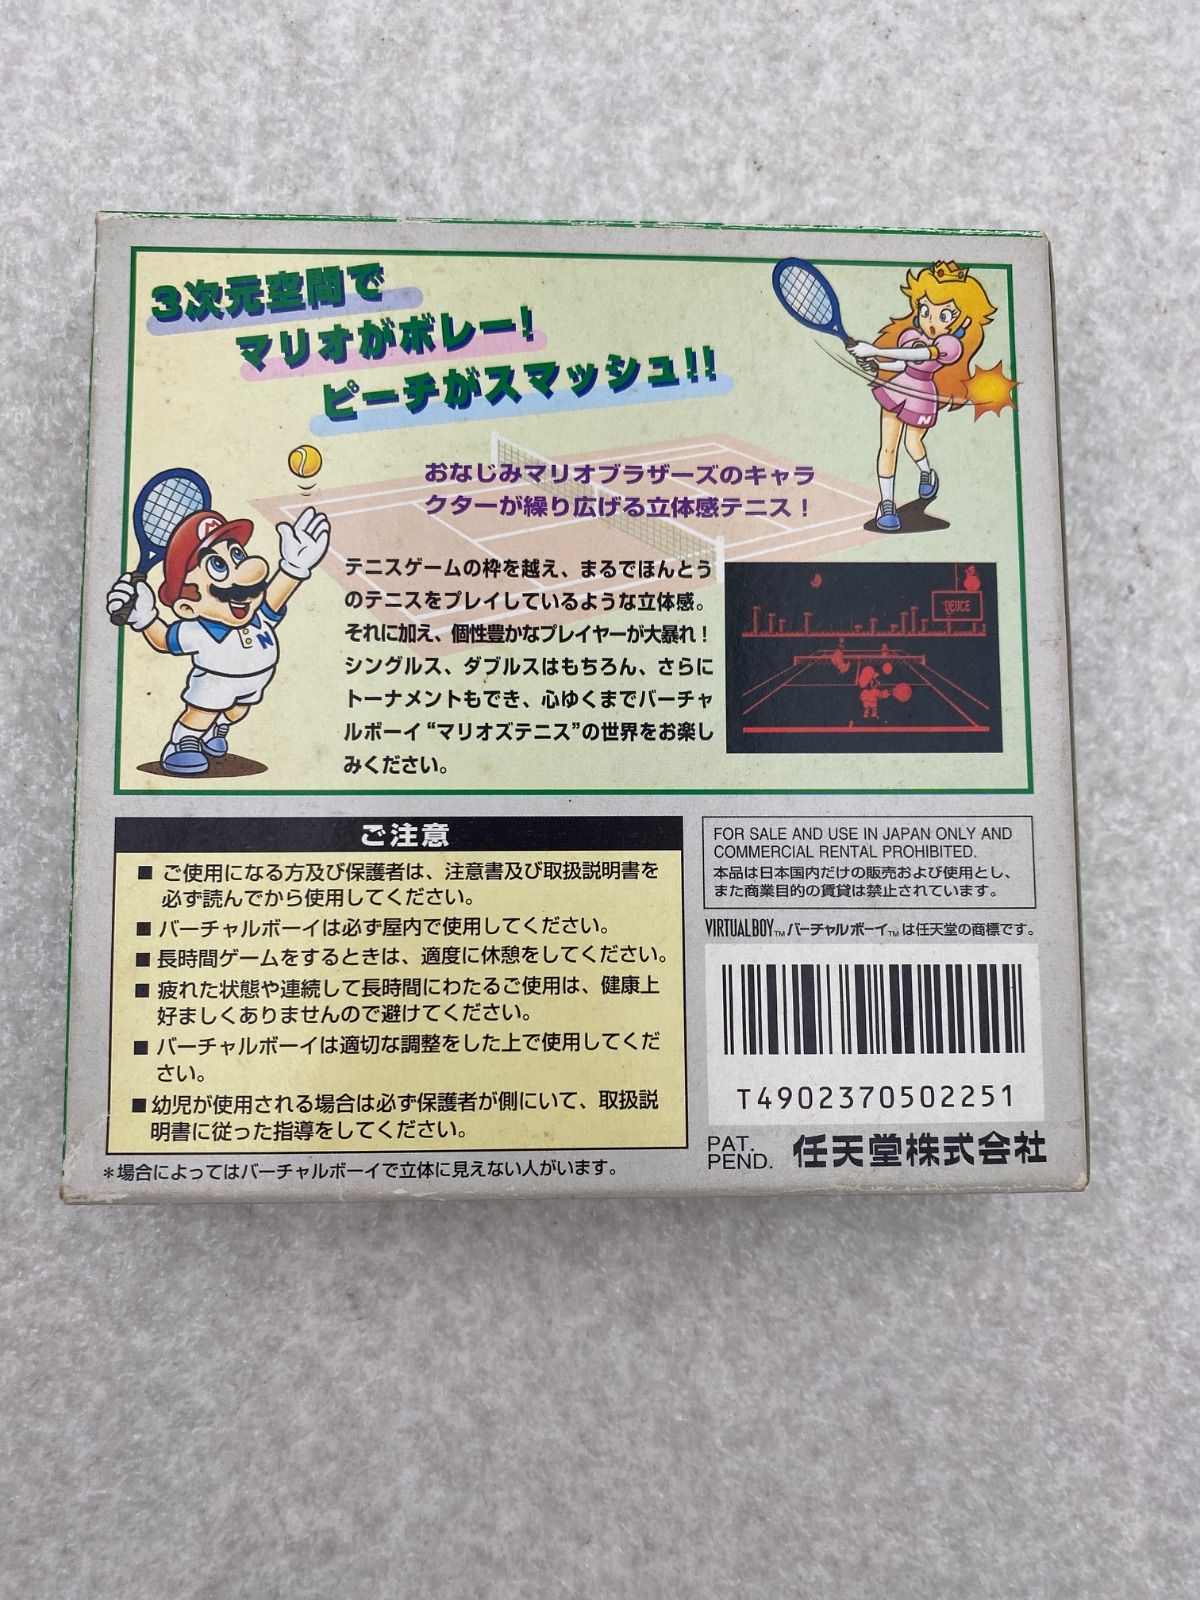 3次元空間で
マリオがボレー!
ピーチがスマッシュ!!
おなじみマリオブラザーズのキャラ
クターが繰り広げる立体感テニス!
テニスゲームの枠を越え、まるでほんとう
のテニスをプレイしているような立体感。
それに加え、個性豊かなプレイヤーが大暴れ!
シングルス、ダブルスはもちろん、さらに
トーナメントもでき、心ゆくまでバーチャ
ルボーイ“マリオズテニス”の世界をお楽し
みください。
M
N
N
DEUCE
ご注意
■ ご使用になる方及び保護者は、注意書及び取扱説明書を
必ず読んでから使用してください。
■ バーチャルボーイは必ず屋内で使用してください。
■ 長時間ゲームをするときは、適度に休憩をしてください。
■ 疲れた状態や連続して長時間にわたるご使用は、健康上
好ましくありませんので避けてください。
■ バーチャルボーイは適切な調整をした上で使用してくだ
さい。
■ 幼児が使用される場合は必ず保護者が側にいて、取扱説
明書に従った指導をしてください。
*場合によってはバーチャルボーイで立体に見えない人がいます。
FOR SALE AND USE IN JAPAN ONLY AND
COMMERCIAL RENTAL PROHIBITED.
本品は日本国内だけの販売および使用とし、
また商業目的の賃貸は禁止されています。
VIRTUAL BOY™ バーチャルボーイ™は任天堂の商標です。
T4902370502251
PAT.
PEND.
任天堂株式会社